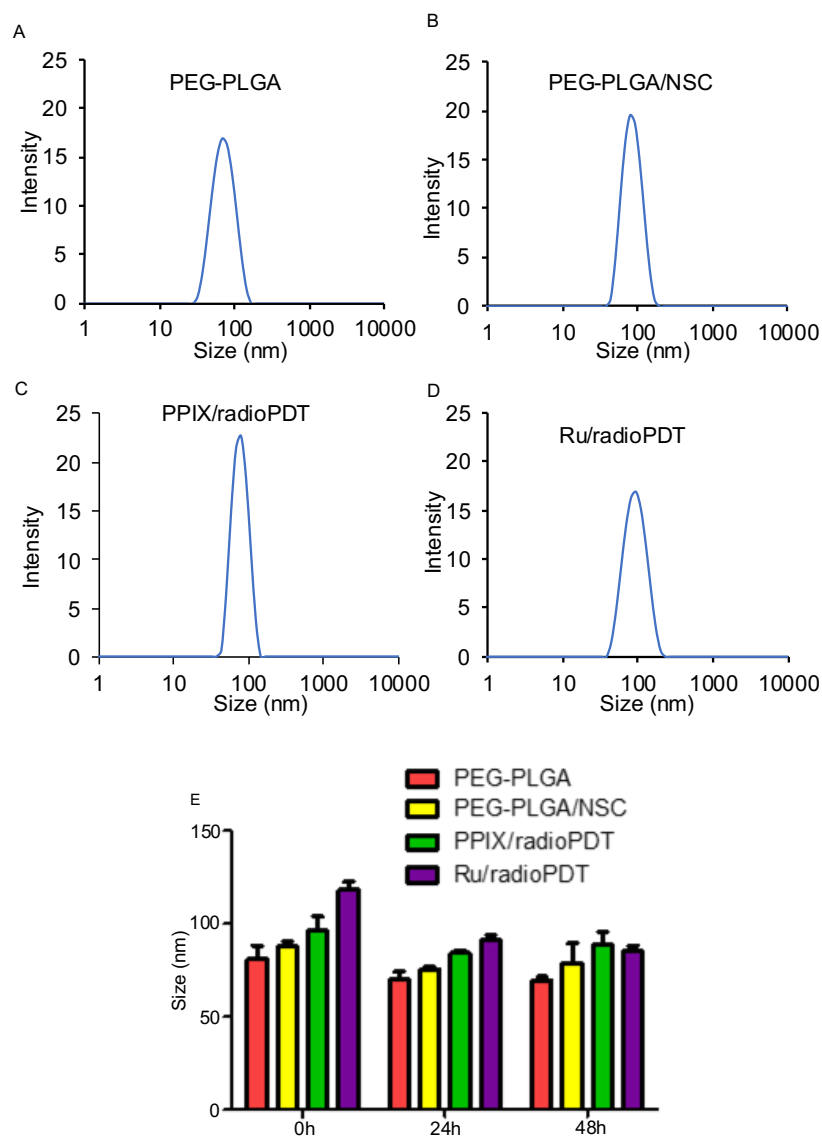 A
PEG-PLGA
25
20
15
10
5
0
Intensity
1 10 100 1000 10000
Size (nm)
B
PEG-PLGA/NSC
25
20
15
10
5
0
Intensity
1 10 100 1000 10000
Size (nm)
C
PPIX/radioPDT
25
20
15
10
5
0
Intensity
1 10 100 1000 10000
Size (nm)
D
Ru/radioPDT
25
20
15
10
5
0
Intensity
1 10 100 1000 10000
Size (nm)
E
PEG-PLGA
PEG-PLGA/NSC
PPIX/radioPDT
Ru/radioPDT
150
100
50
0
Size (nm)
0h 24h 48h